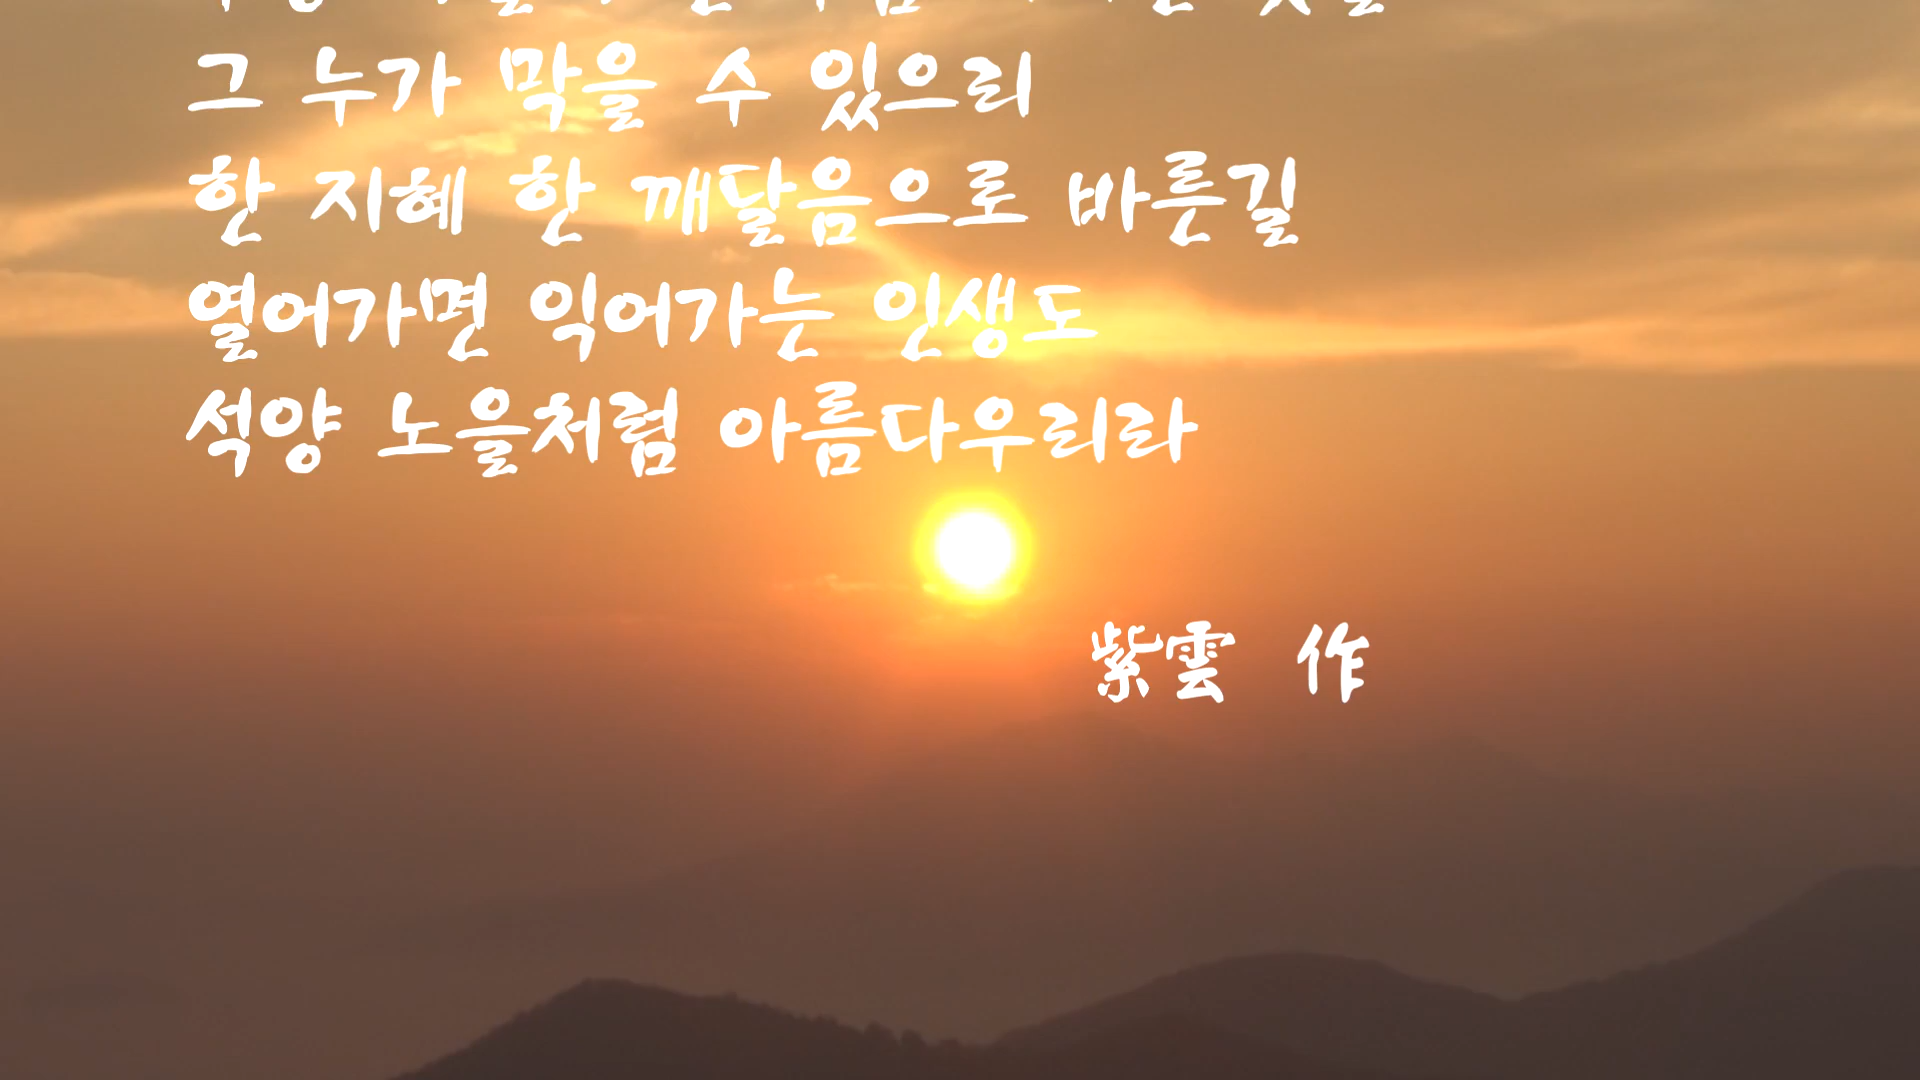 그 누가 막을 수 있으리
한 지혜 한 깨달음으로 바른길
열어가면 익어가는 인생도
석양 노을처럼 아름다우리라
紫雲 作